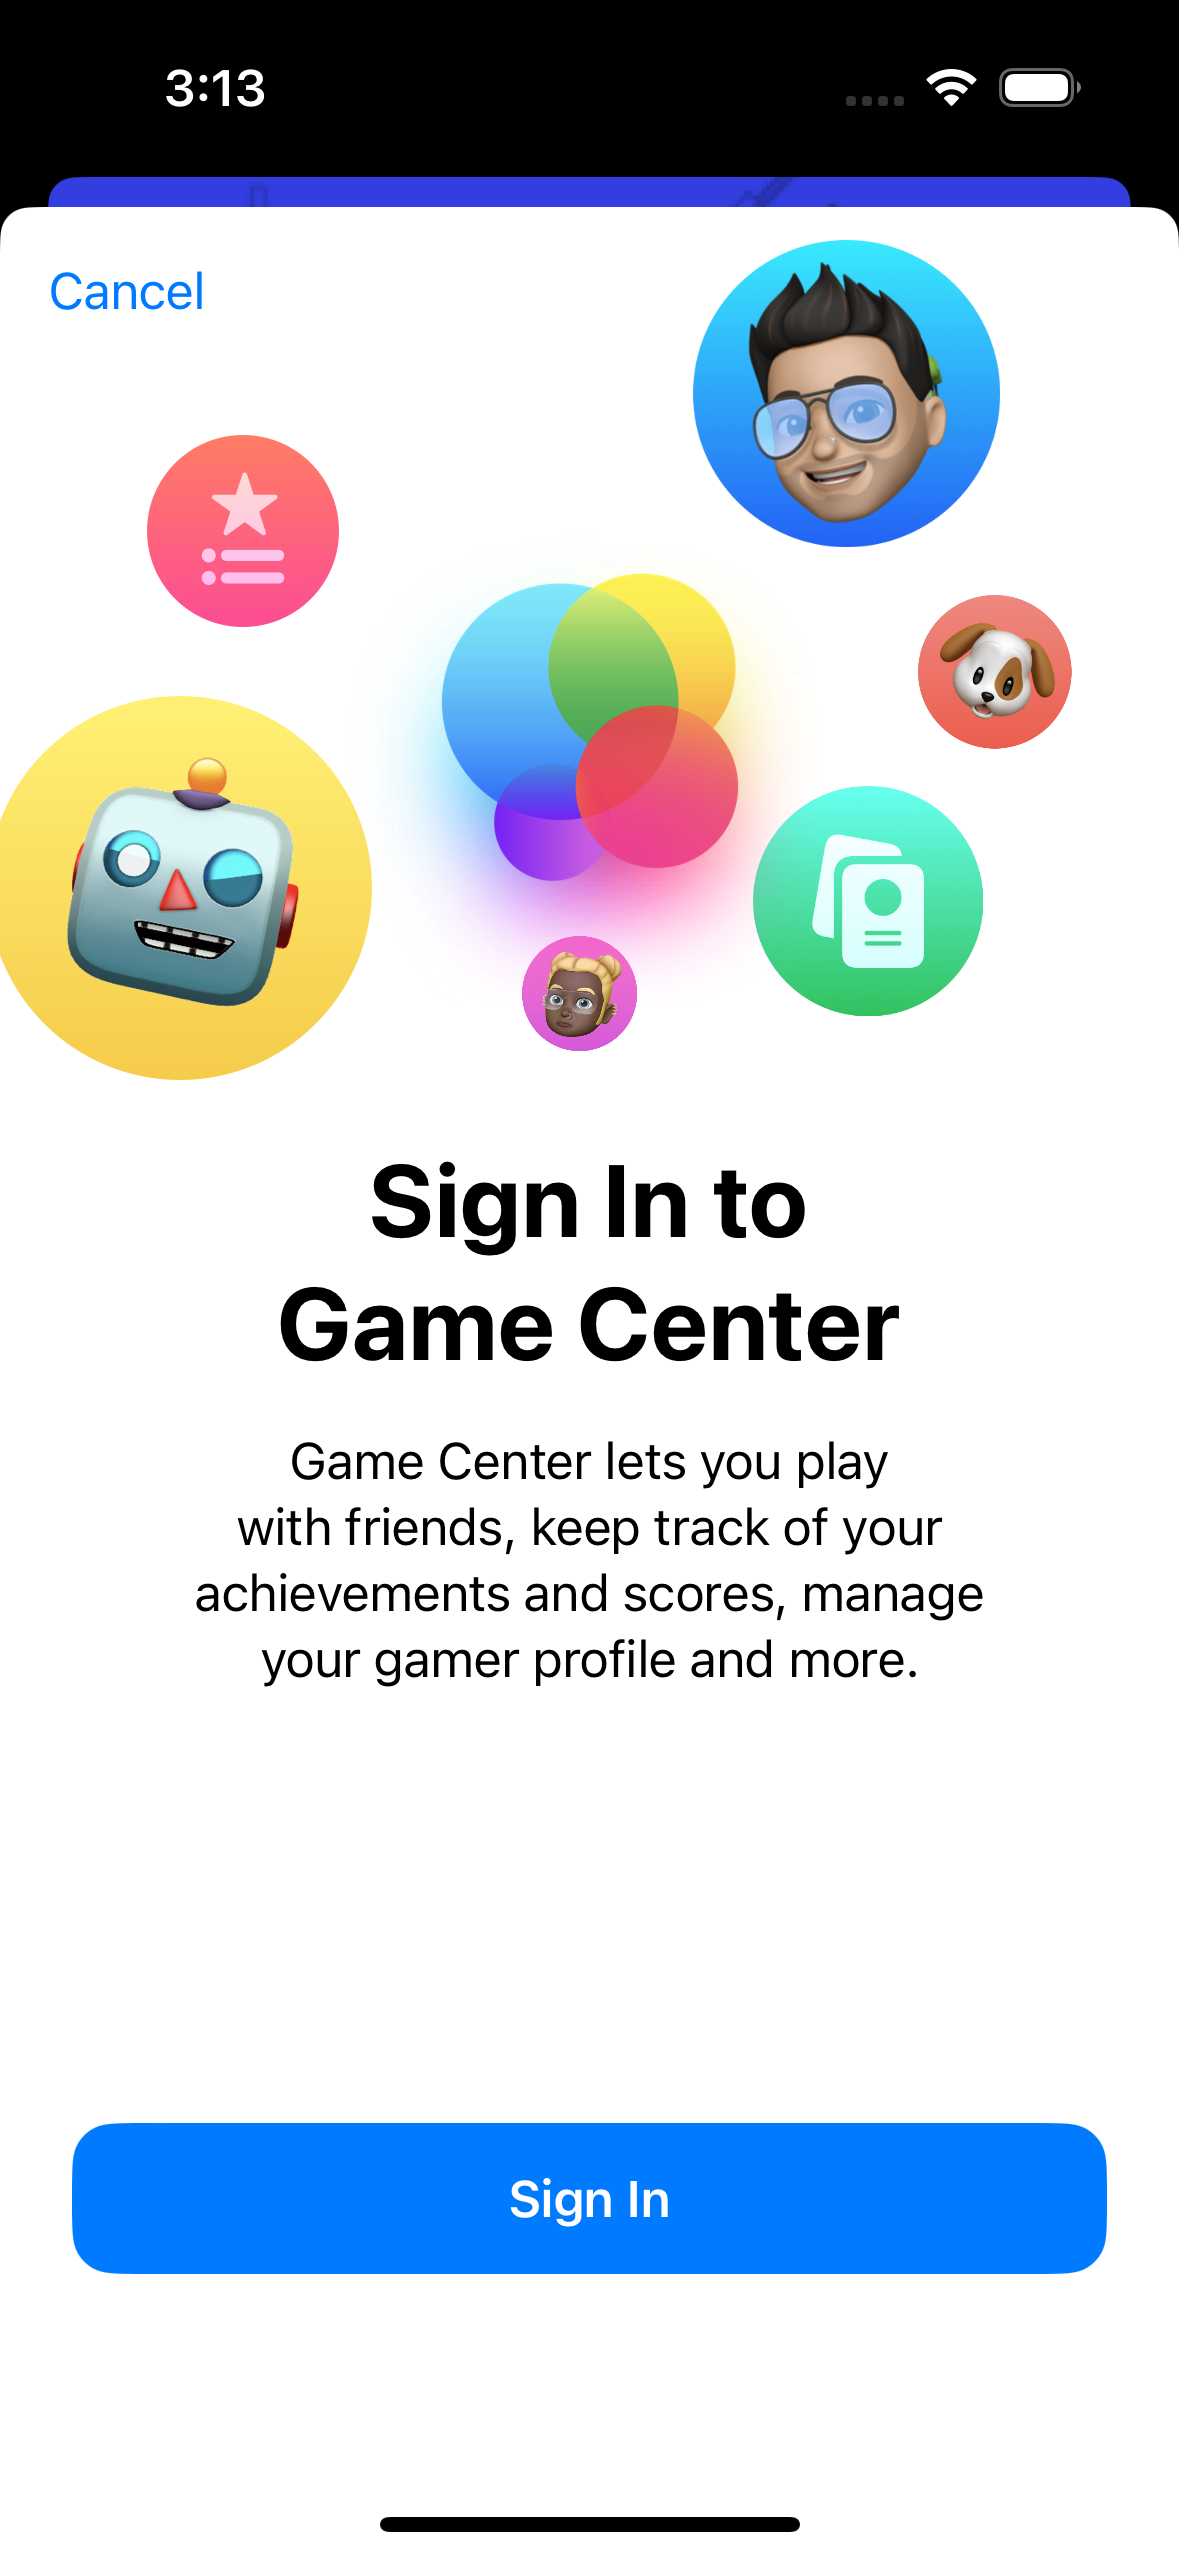 3:13
Cancel
Sign In to
Game Center
Game Center lets you play
with friends, keep track of your
achievements and scores, manage
your gamer profile and more.
Sign In